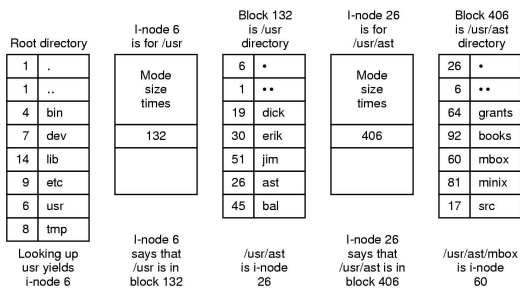 Root directory
1 .
1 ..
4 bin
7 dev
14 lib
9 etc
6 usr
8 tmp
Looking up
usr yields
i-node 6
I-node 6
is for /usr
Mode
size
times
132
I-node 6
says that
/usr is in
block 132
Block 132
is /usr
directory
6 •
1 ••
19 dick
30 erik
51 jim
26 ast
45 bal
/usr/ast
is i-node
26
I-node 26
is for
/usr/ast
Mode
size
times
406
I-node 26
says that
/usr/ast is in
block 406
Block 406
is /usr/ast
directory
26 •
6 ••
64 grants
92 books
60 mbox
81 minix
17 src
/usr/ast/mbox
is i-node
60